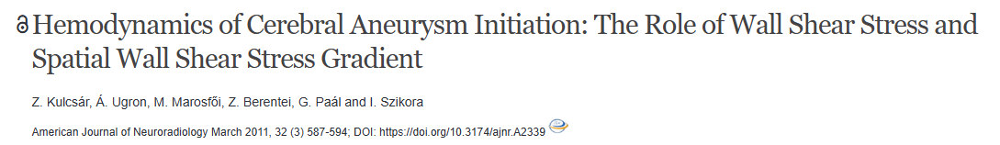 Hemodynamics of Cerebral Aneurysm Initiation: The Role of Wall Shear Stress and
Spatial Wall Shear Stress Gradient
Z. Kulcsár, Á. Ugron, M. Marosfői, Z. Berentei, G. Paál and I. Szikora
American Journal of Neuroradiology March 2011, 32 (3) 587-594; DOI: https://doi.org/10.3174/ajnr.A2339